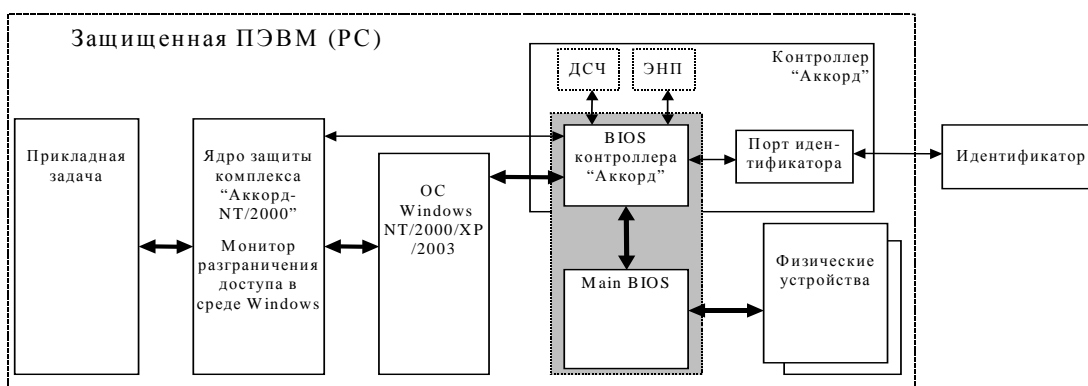 Защищенная ПЭВМ (PC)
Контроллер
“Аккорд”
ДСЧ
ЭНП
Прикладная
задача
Ядро защиты
комплекса
“Аккорд-
NT/2000”
Монитор
разграничения
доступа в
среде Windows
ОС
Windows
NT/2000/XP
/2003
BIOS
контроллера
“Аккорд”
Порт иден-
тификатора
Идентификатор
Main BIOS
Физические
устройства